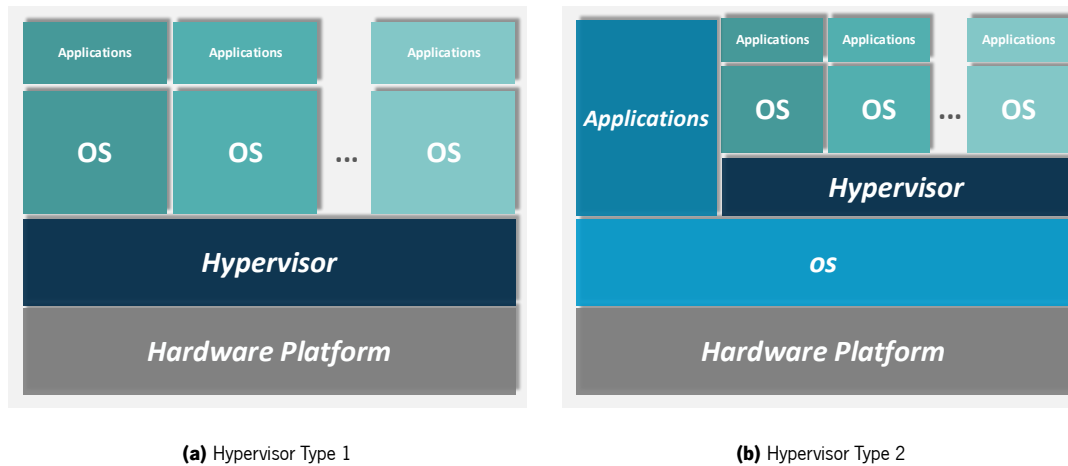 Applications Applications Applications
OS OS ... OS
Hypervisor
Hardware Platform
(a) Hypervisor Type 1
Applications Applications Applications
Applications
OS OS ... OS
Hypervisor
OS
Hardware Platform
(b) Hypervisor Type 2